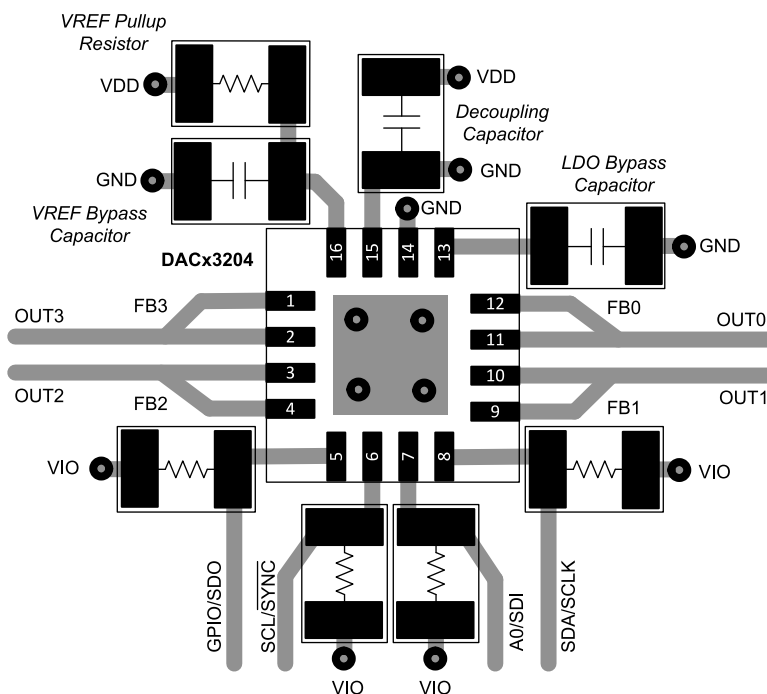 VREF Pullup
Resistor
VDD
VDD
Decoupling
Capacitor
GND
GND
LDO Bypass
Capacitor
VREF Bypass
Capacitor
GND
GND
DACx3204
16
15
14
13
1
2
3
4
12
11
10
9
5
6
7
8
FB3
OUT3
OUT2
FB2
FB0
OUT0
OUT1
FB1
VIO
VIO
GPIO/SDO
SCL/SYNC
A0/SDI
SDA/SCLK
VIO
VIO